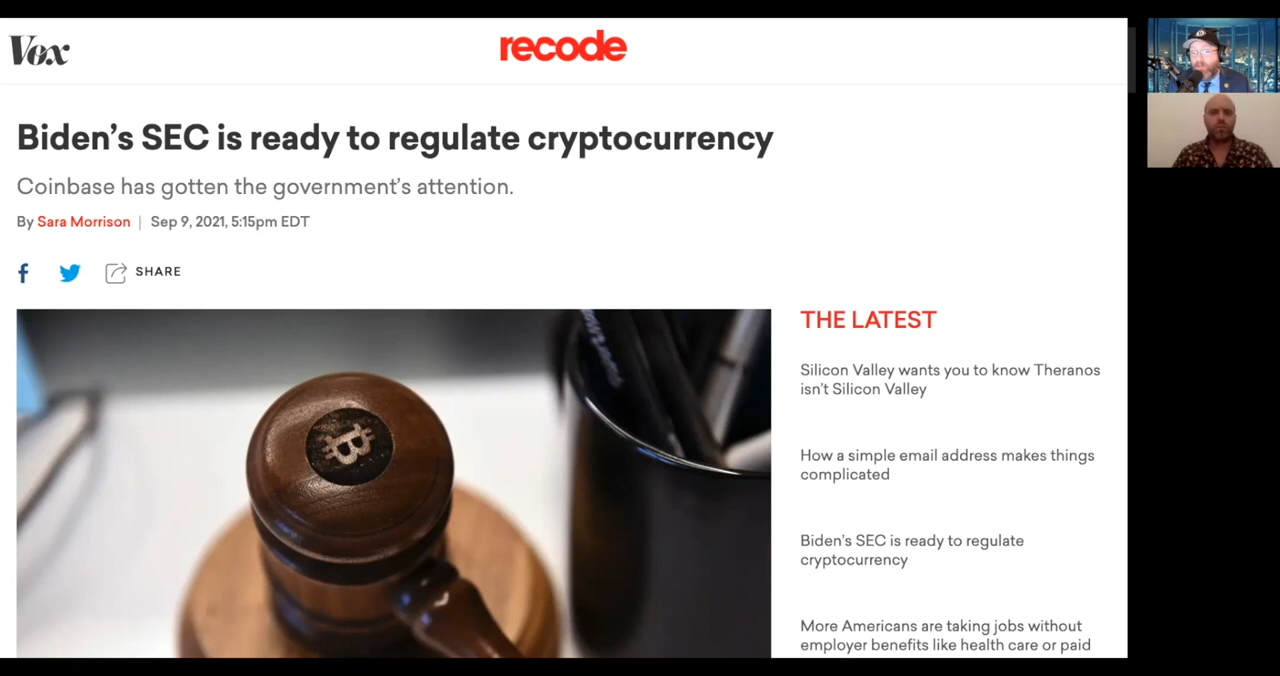 Vox
recode
Biden's SEC is ready to regulate cryptocurrency
Coinbase has gotten the government's attention.
By Sara Morrison | Sep 9, 2021, 5:15pm EDT
SHARE
THE LATEST
Silicon Valley wants you to know Theranos
isn't Silicon Valley
How a simple email address makes things
complicated
Biden's SEC is ready to regulate
cryptocurrency
More Americans are taking jobs without
employer benefits like health care or paid